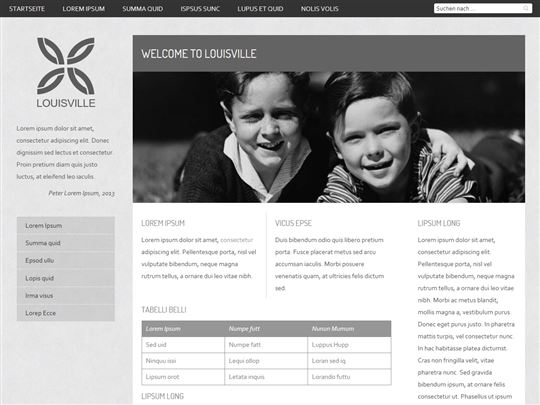 STARTSEITE LOREM IPSUM SUMMA QUID ISPSUS SUNC LUPUS ET QUID NOLIS VOLIS Suchen nach ...
LOUISVILLE
Lorem ipsum dolor sit amet,
consectetur adipiscing elit. Donec
dignissim sed lectus et consectetur.
Proin pretium diam quis justo
luctus, at eleifend leo iaculis.
Peter Lorem Ipsum, 2013
Lorem Ipsum
Summa quid
Epsod ullu
Lopis quid
Irma visus
Lorep Ecce
WELCOME TO LOUISVILLE
LOREM IPSUM
Lorem ipsum dolor sit amet, consectetur
adipiscing elit. Pellentesque porta, nisl vel
vulputate bibendum, neque magna
rutrum tellus, a ornare dui leo vitae nibh.
VICUS EPSE
Duis bibendum odio quis libero pretium
porta. Fusce placerat metus sed arcu
accumsan iaculis. Morbi posuere
venenatis quam, at ultricies felis dictum
sed.
TABELLI BELLI
Lorem Ipsum Numpe futt Nunun Mumum
Sed uid Numpe fatt Luppus Hupp
Ninquu issi Lequi ollop Loran sed iq
Lipsum orot Letata inquis Lorando futtu
LIPSUM LONG
LIPSUM LONG
Lorem ipsum dolor sit amet,
consectetur adipiscing elit.
Pellentesque porta, nisl vel
vulputate bibendum, neque
magna rutrum tellus, a ornare
dui leo vitae nibh.
Morbi ac metus blandit,
mollis magna a, vestibulum purus.
Donec eget purus justo. In pharetra
mattis turpis, vel consectetur nunc.
In hac habitasse platea dictumst.
Cras non fringilla velit, vitae
pharetra nunc. Sed gravida
bibendum ipsum, at ornare felis
consectetur ut. Phasellus ut ipsum